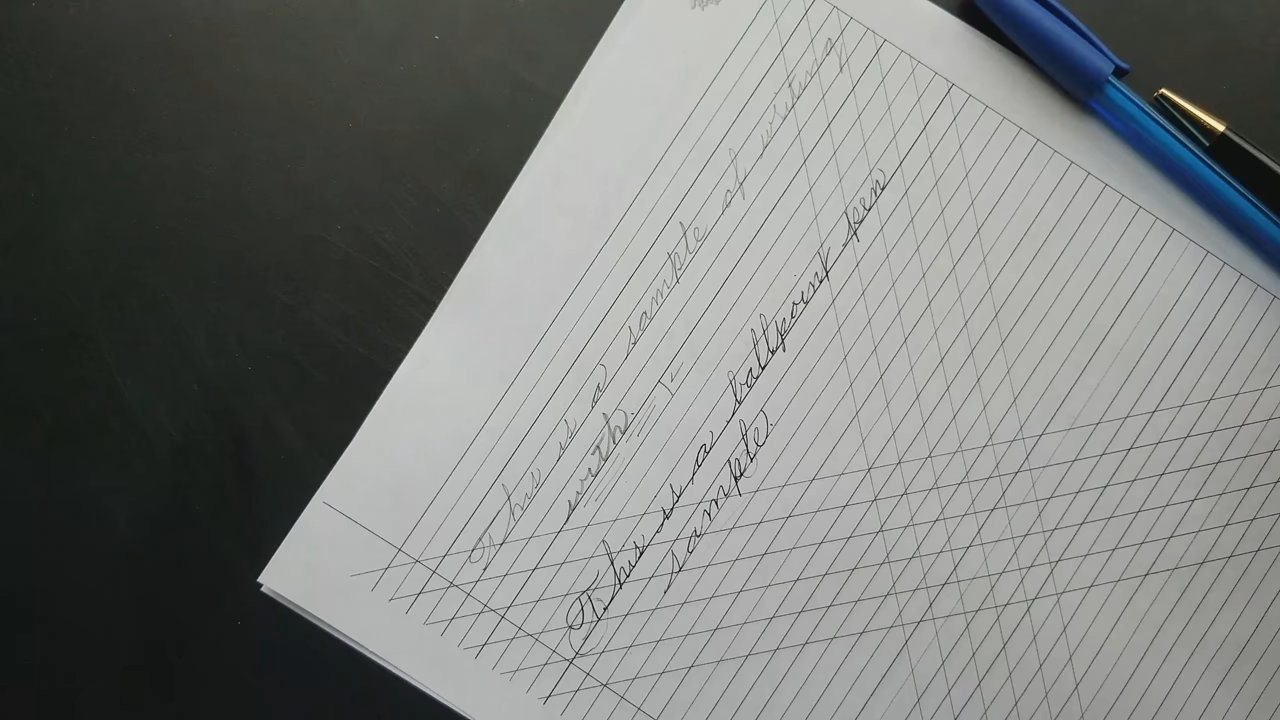 This is a sample of writing
with.
This is a ballpoint pen
sample.